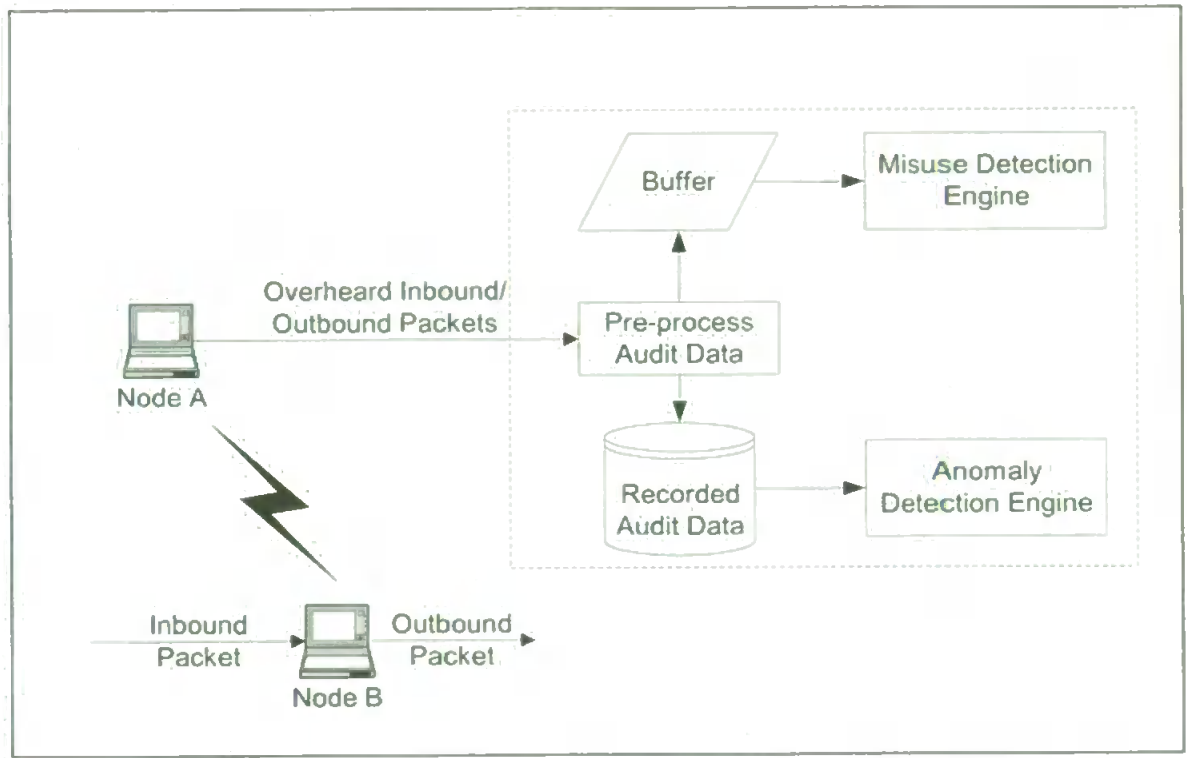 Buffer
Misuse Detection
Engine
Overheard Inbound/
Outbound Packets
Pre-process
Audit Data
Node A
Recorded
Audit Data
Anomaly
Detection Engine
Inbound
Packet
Outbound
Packet
Node B